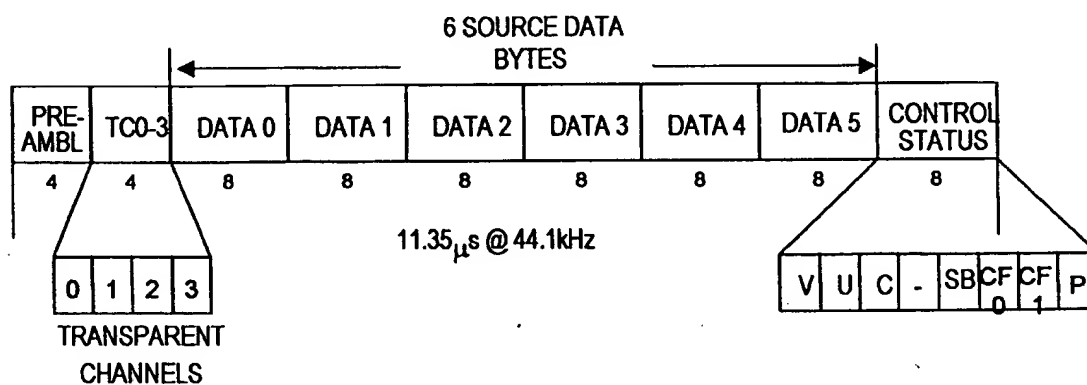 6 SOURCE DATA
BYTES
PRE-
AMBL
TC0-3
DATA 0
DATA 1
DATA 2
DATA 3
DATA 4
DATA 5
CONTROL
STATUS
4
4
8
8
8
8
8
8
8
11.35μs @ 44.1kHz
0
1
2
3
V
U
C
-
SB
CF
0
CF
1
P
TRANSPARENT
CHANNELS